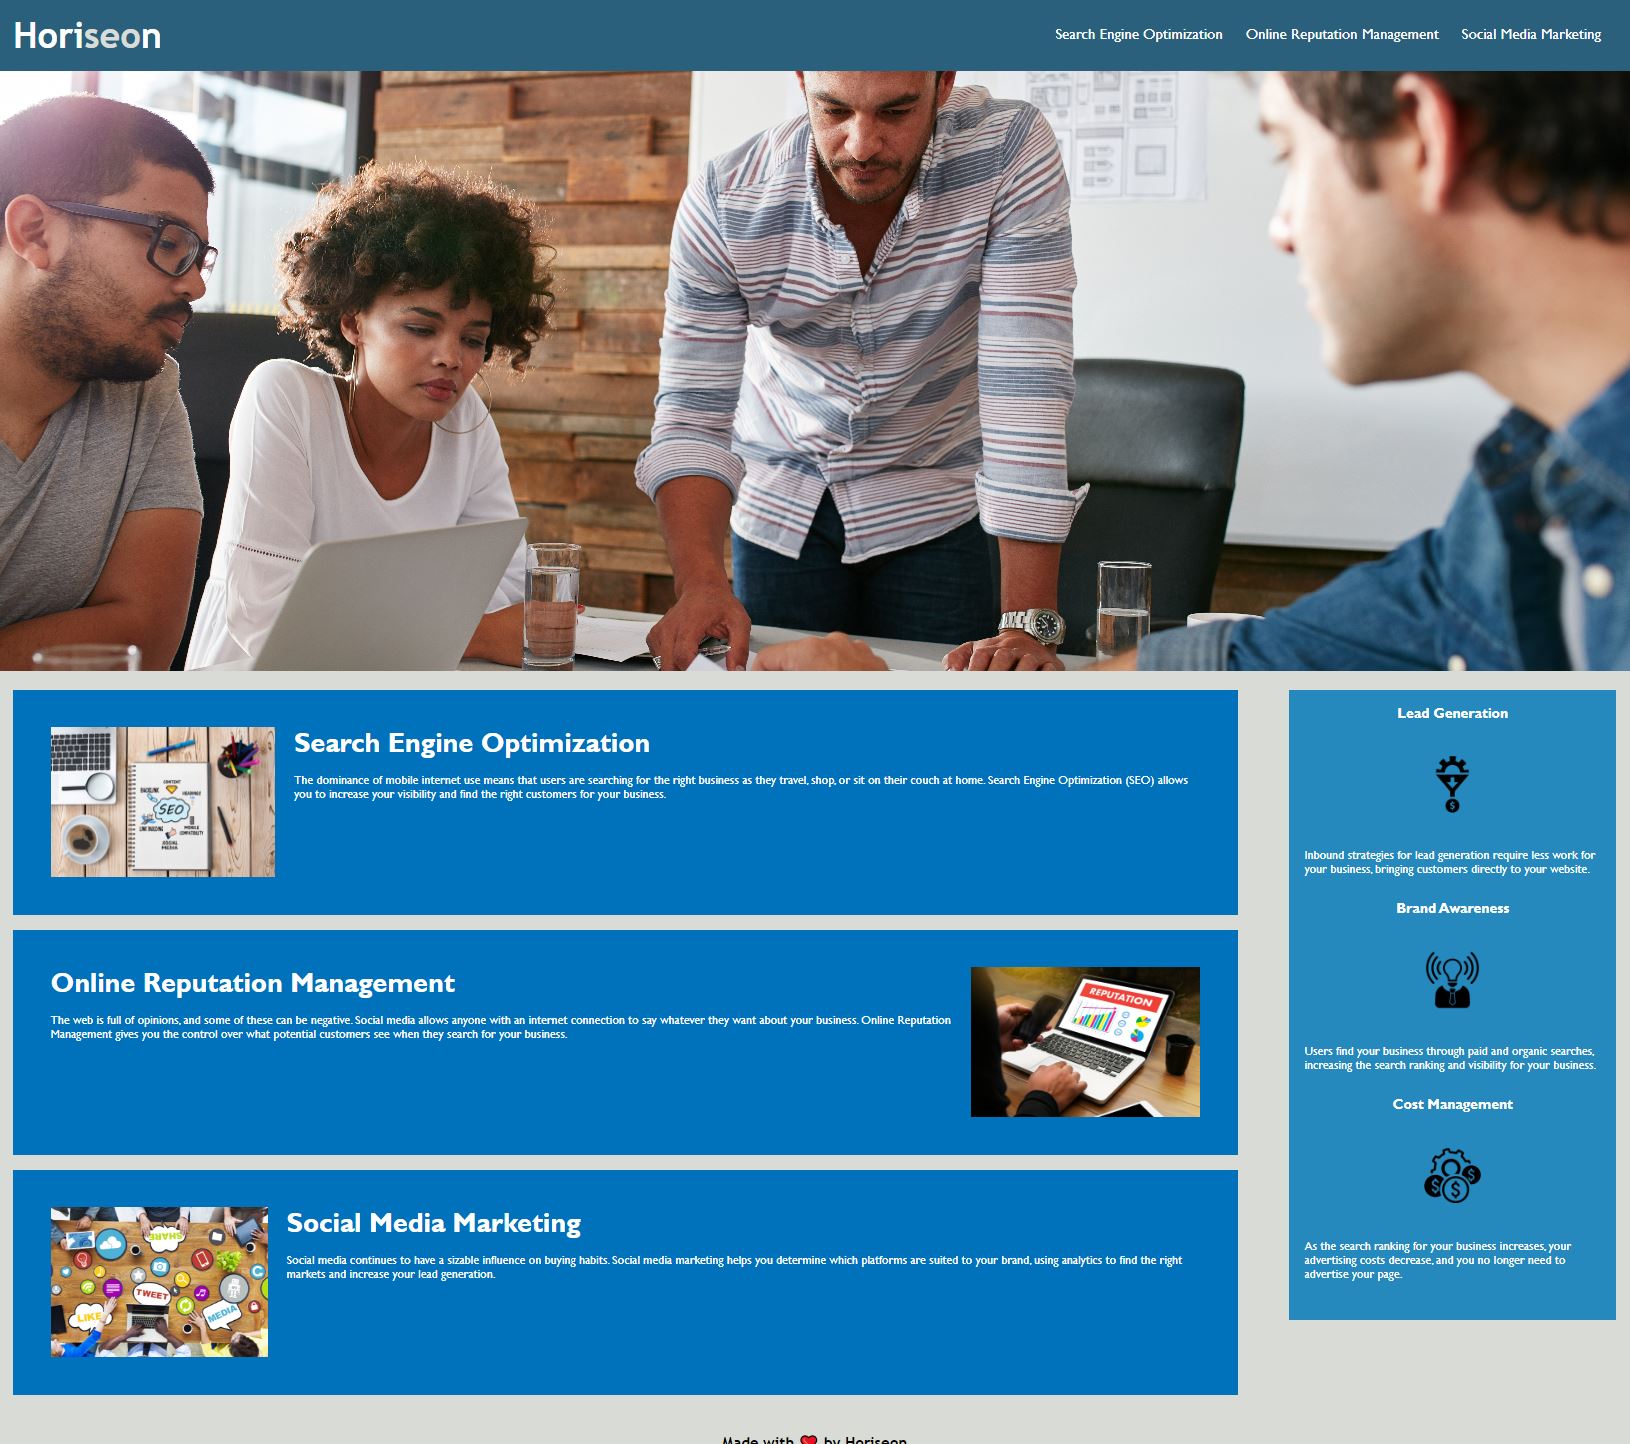 Horiseon
Search Engine Optimization
Online Reputation Management
Social Media Marketing
CONTENT
BACKLINK
HEADINGS
SEO
LINK BUILDING
MOBILE
COMPATIBILITY
SOCIAL
MEDIA
Search Engine Optimization
The dominance of mobile internet use means that users are searching for the right business as they travel, shop, or sit on their couch at home. Search Engine Optimization (SEO) allows
you to increase your visibility and find the right customers for your business.
Online Reputation Management
The web is full of opinions, and some of these can be negative. Social media allows anyone with an internet connection to say whatever they want about your business. Online Reputation
Management gives you the control over what potential customers see when they search for your business.
REPUTATION
SHARE
TWEET
LIKE
MEDIA
Social Media Marketing
Social media continues to have a sizable influence on buying habits. Social media marketing helps you determine which platforms are suited to your brand, using analytics to find the right
markets and increase your lead generation.
Lead Generation
$
Inbound strategies for lead generation require less work for
your business, bringing customers directly to your website.
Brand Awareness
Users find your business through paid and organic searches,
increasing the search ranking and visibility for your business.
Cost Management
$ $ $
As the search ranking for your business increases, your
advertising costs decrease, and you no longer need to
advertise your page.
Made with ❤️ by Horiseon